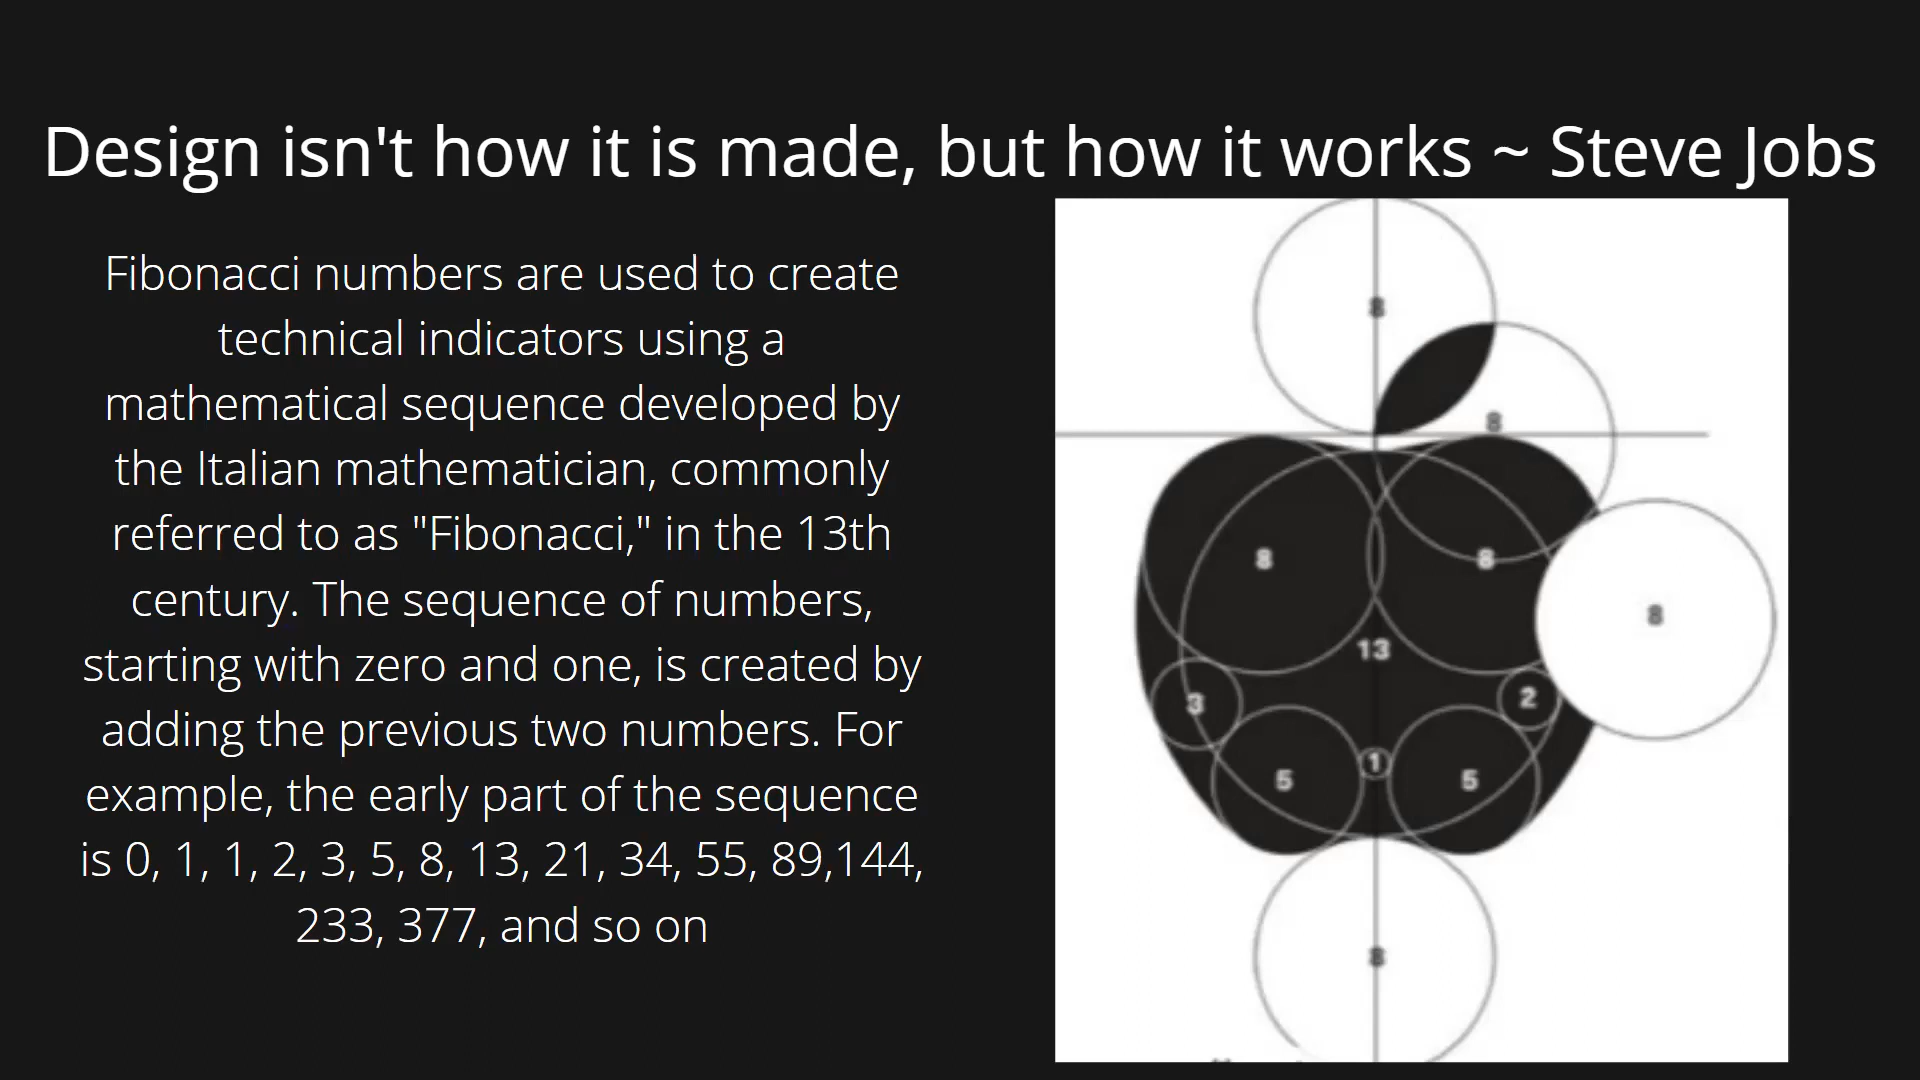 Design isn't how it is made, but how it works ~ Steve Jobs
Fibonacci numbers are used to create
technical indicators using a
mathematical sequence developed by
the Italian mathematician, commonly
referred to as "Fibonacci," in the 13th
century. The sequence of numbers,
starting with zero and one, is created by
adding the previous two numbers. For
example, the early part of the sequence
is 0, 1, 1, 2, 3, 5, 8, 13, 21, 34, 55, 89,144,
233, 377, and so on
8
8
8 8
8
13
3 2
1
5 5
8